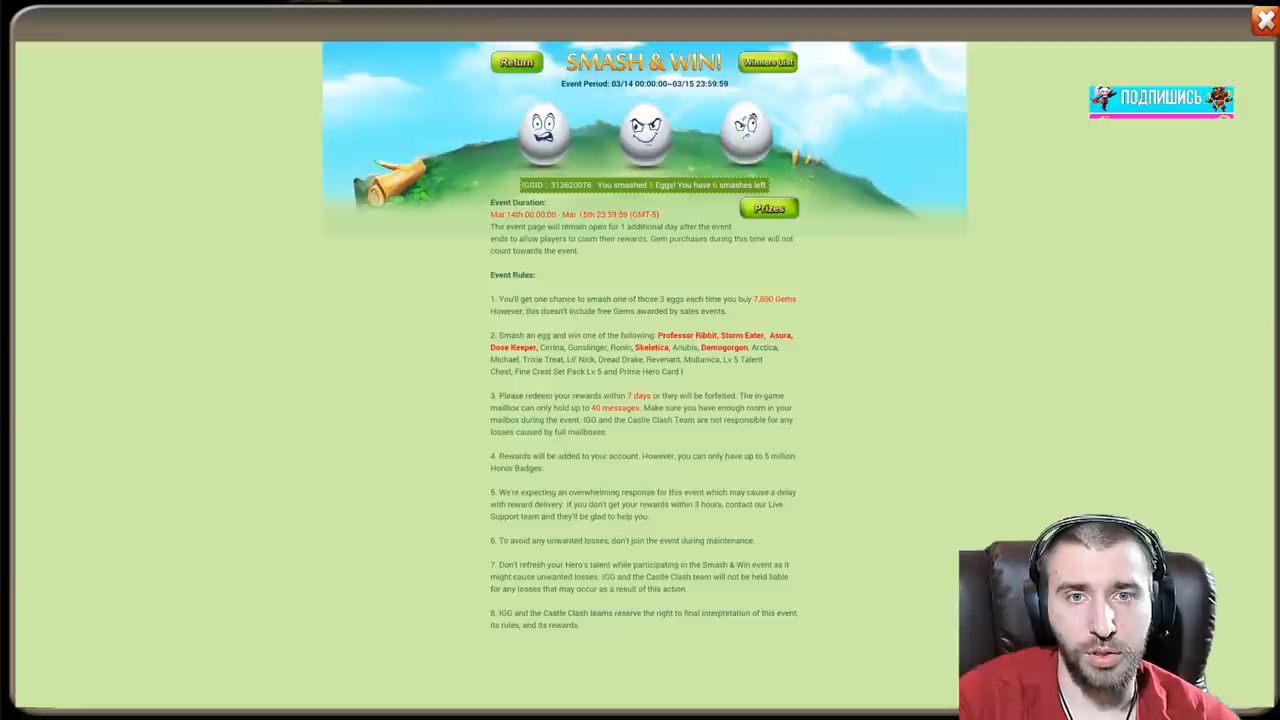 Return
SMASH & WIN!
Winners List
Event Period: 03/14 00:00:00~03/15 23:59:59
ПОДПИШИСЬ
IGGID : 313620076 You smashed 5 Eggs! You have 6 smashes left.
Event Duration:
Prizes
Mar 14th 00:00:00 - Mar 15th 23:59:59 (GMT-5)
The event page will remain open for 1 additional day after the event
ends to allow players to claim their rewards. Gem purchases during this time will not
count towards the event.
Event Rules:
1. You'll get one chance to smash one of those 3 eggs each time you buy 7,800 Gems
However, this doesn't include free Gems awarded by sales events.
2. Smash an egg and win one of the following: Professor Ribbit, Storm Eater, Asura,
Dove Keeper, Cirrina, Gunslinger, Ronin, Skeletica, Anubis, Demogorgon, Arctica,
Michael, Trixie Treat, Lil' Nick, Dread Drake, Revenant, Moltanica, Lv 5 Talent
Chest, Fine Crest Set Pack Lv 5 and Prime Hero Card I
3. Please redeem your rewards within 7 days or they will be forfeited. The in-game
mailbox can only hold up to 40 messages. Make sure you have enough room in your
mailbox during the event. IGG and the Castle Clash Team are not responsible for any
losses caused by full mailboxes.
4. Rewards will be added to your account. However, you can only have up to 5 million
Honor Badges.
5. We're expecting an overwhelming response for this event which may cause a delay
with reward delivery. If you don't get your rewards within 3 hours, contact our Live
Support team and they'll be glad to help you.
6. To avoid any unwanted losses, don't join the event during maintenance.
7. Don't refresh your Hero's talent while participating in the Smash & Win event as it
might cause unwanted losses. IGG and the Castle Clash team will not be held liable
for any losses that may occur as a result of this action.
8. IGG and the Castle Clash teams reserve the right to final interpretation of this event,
its rules, and its rewards.